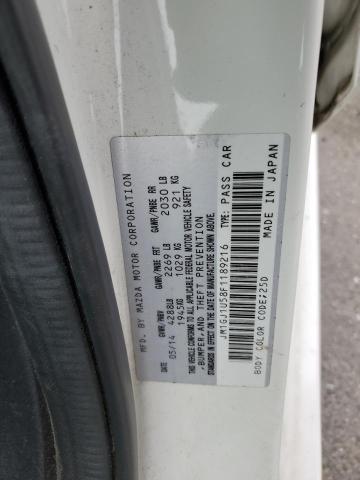 MFD. BY MAZDA MOTOR CORPORATION
GVWR/PNBV GAWR/PNBE FRT GAWR/PNBE RR
05/14 4288LB 2269 LB 2030 LB
1945KG 1029 KG 921 KG
THIS VEHICLE CONFORMS TO ALL APPLICABLE FEDERAL MOTOR VEHICLE SAFETY
,BUMPER,AND THEFT PREVENTION
STANDARDS IN EFFECT ON THE DATE OF MANUFACTURE SHOWN ABOVE.
JM1GJ1U58F1189216 TYPE: PASS CAR
MADE IN JAPAN
BODY COLOR CODE:25D